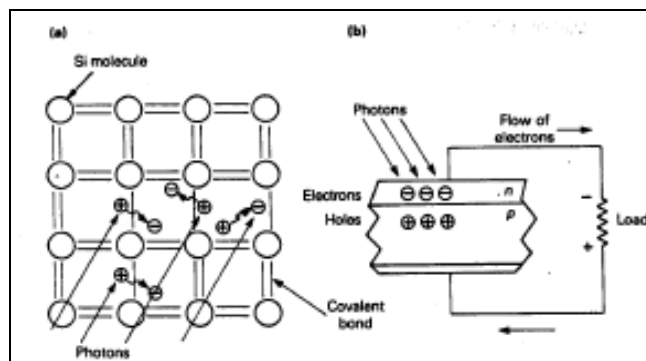 (a)
Si molecule
Photons
Covalent
bond
(b)
Photons
Flow of
electrons
Electrons
Holes
n
p
−
Load
+